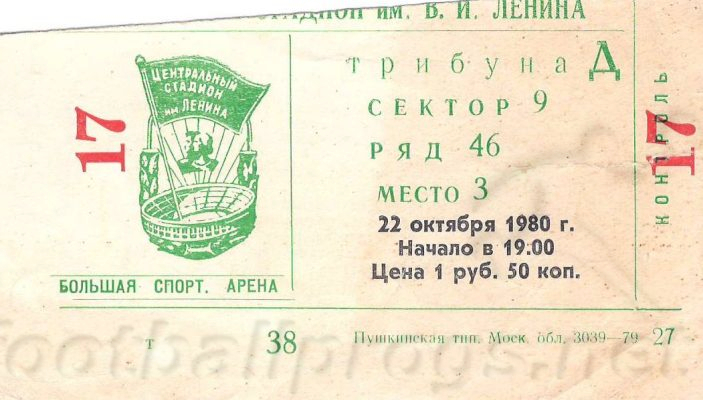 СТАДИОН ИМ. В. И. ЛЕНИНА
17
ЦЕНТРАЛЬНЫЙ
СТАДИОН
им. ЛЕНИНА
БОЛЬШАЯ СПОРТ. АРЕНА
трибуна Д
СЕКТОР 9
РЯД 46
МЕСТО 3
22 октября 1980 г.
Начало в 19:00
Цена 1 руб. 50 коп.
КОНТРОЛЬ
17
т 38 Пушкинская тип. Моск. обл. 3039—79 27
footballprogs.net